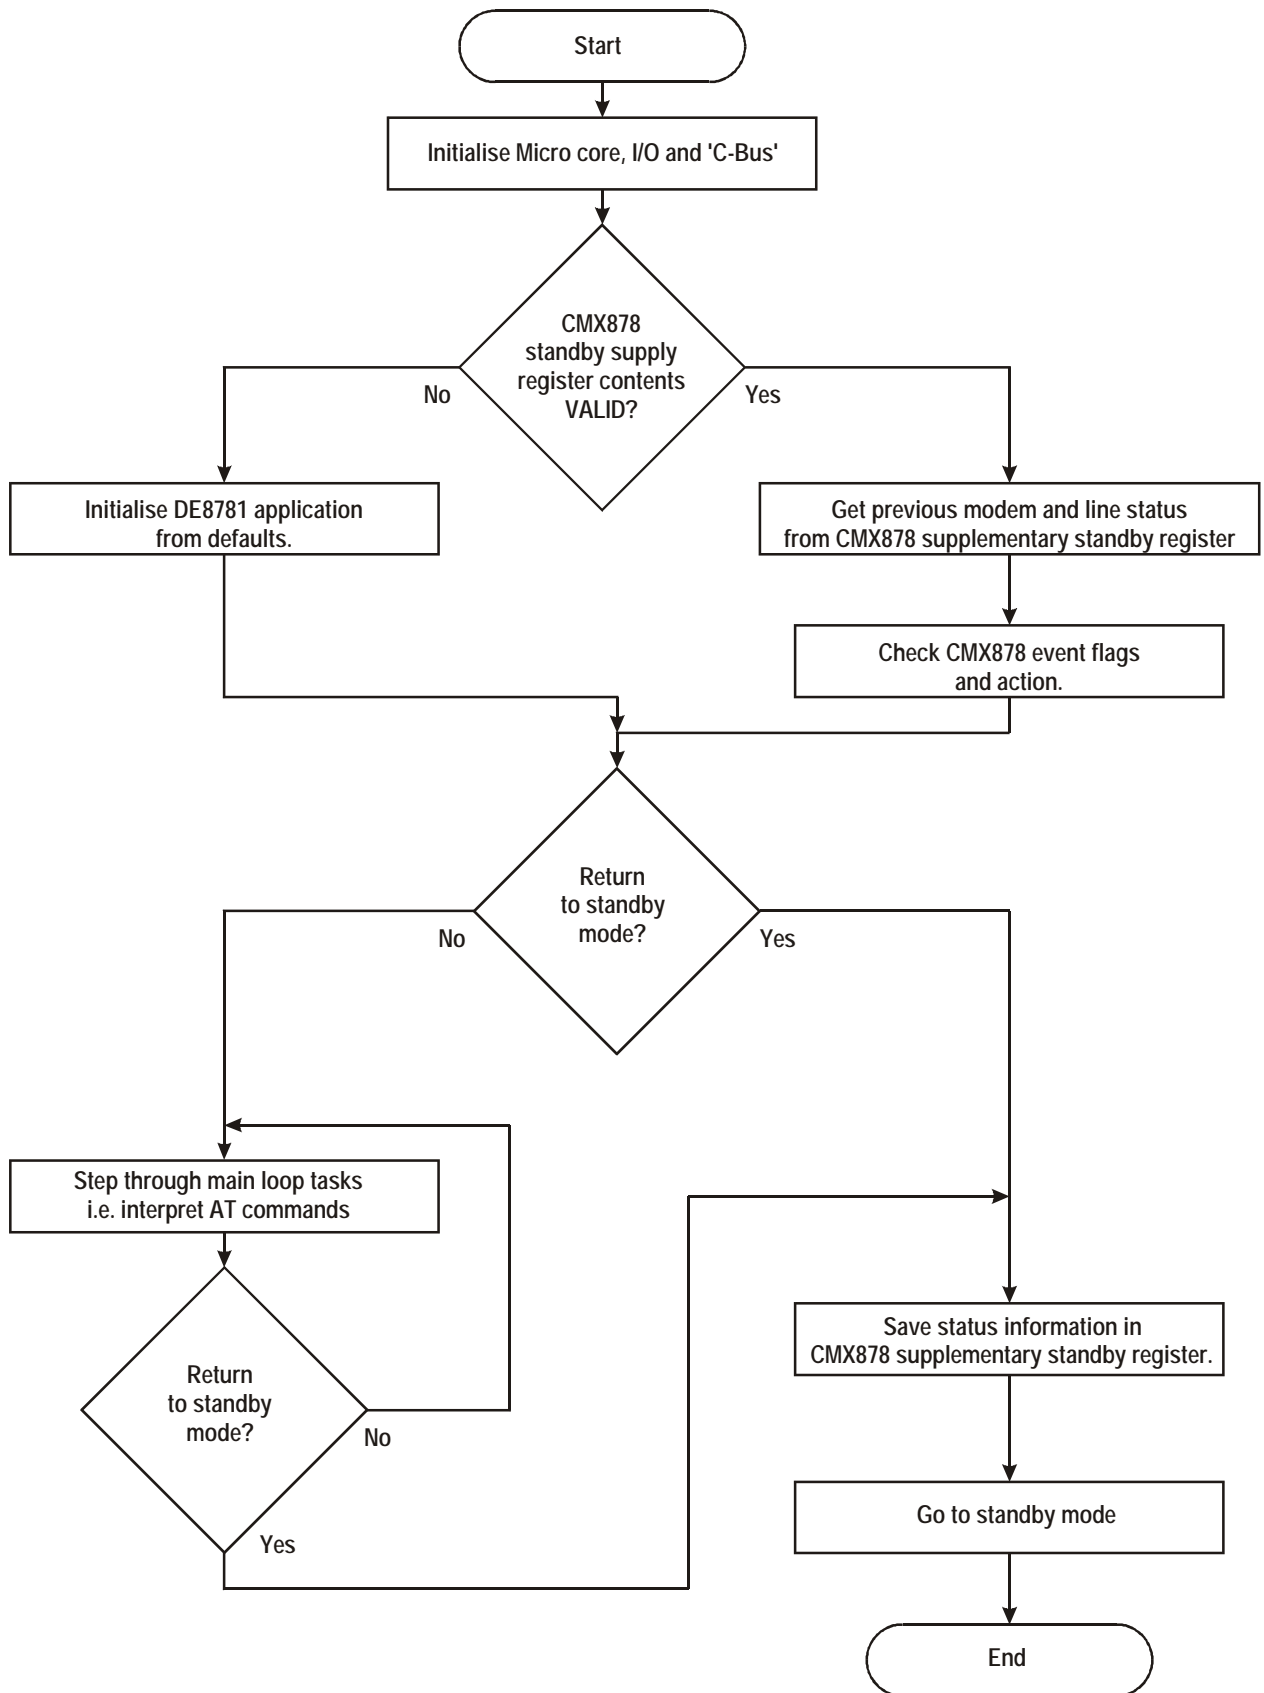 Start
Initialise Micro core, I/O and 'C-Bus'
CMX878
standby supply
register contents
VALID?
No
Yes
Initialise DE8781 application
from defaults.
Get previous modem and line status
from CMX878 supplementary standby register
Check CMX878 event flags
and action.
Return
to standby
mode?
No
Yes
Step through main loop tasks
i.e. interpret AT commands
Return
to standby
mode?
No
Yes
Save status information in
CMX878 supplementary standby register.
Go to standby mode
End